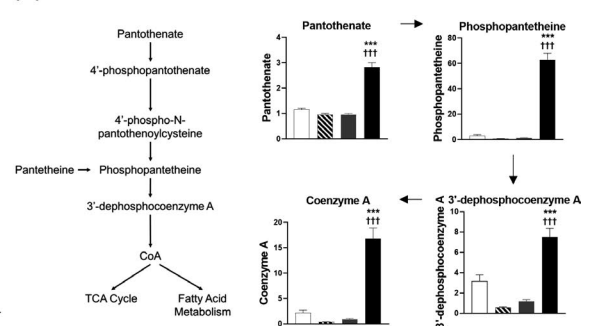 Pantothenate
4'-phosphopantothenate
4'-phospho-N-
pantothenoylcysteine
Pantetheine
Phosphopantetheine
3'-dephosphocoenzyme A
CoA
TCA Cycle
Fatty Acid
Metabolism
Pantothenate
Pantothenate
4
3
2
1
0
***
†††
Phosphopantetheine
Phosphopantetheine
80
60
40
20
0
***
†††
Coenzyme A
Coenzyme A
20
15
10
5
0
***
†††
3'-dephosphocoenzyme A
3'-dephosphocoenzyme A
10
8
6
4
2
0
***
†††